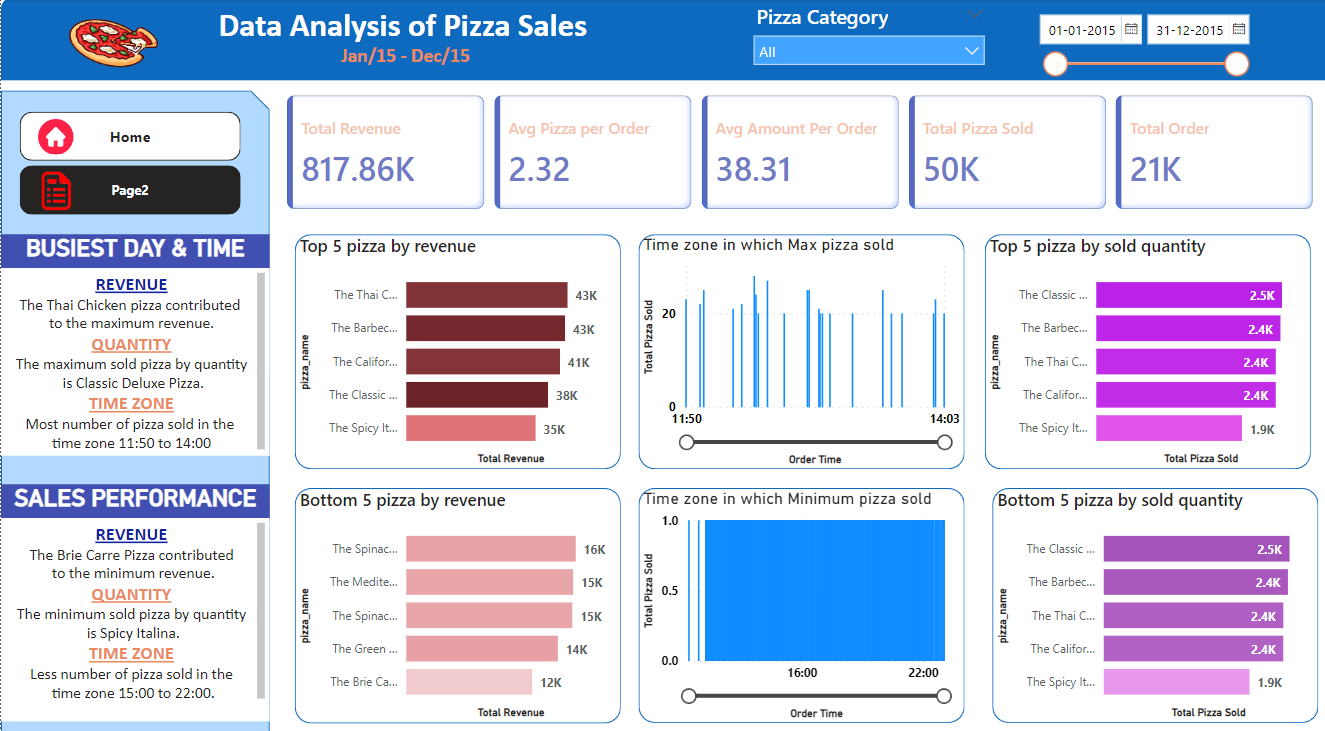 Data Analysis of Pizza Sales
Jan/15 - Dec/15
Pizza Category
All
01-01-2015
31-12-2015
Home
Page2
Total Revenue
817.86K
Avg Pizza per Order
2.32
Avg Amount Per Order
38.31
Total Pizza Sold
50K
Total Order
21K
BUSIEST DAY & TIME
REVENUE
The Thai Chicken pizza contributed
to the maximum revenue.
QUANTITY
The maximum sold pizza by quantity
is Classic Deluxe Pizza.
TIME ZONE
Most number of pizza sold in the
time zone 11:50 to 14:00
SALES PERFORMANCE
REVENUE
The Brie Carre Pizza contributed
to the minimum revenue.
QUANTITY
The minimum sold pizza by quantity
is Spicy Italina.
TIME ZONE
Less number of pizza sold in the
time zone 15:00 to 22:00.
Top 5 pizza by revenue
pizza_name
The Thai C... 43K
The Barbec... 43K
The Califor... 41K
The Classic ... 38K
The Spicy It... 35K
Total Revenue
Time zone in which Max pizza sold
Total Pizza Sold
20
0
11:50 14:03
Order Time
Top 5 pizza by sold quantity
pizza_name
The Classic ... 2.5K
The Barbec... 2.4K
The Thai C... 2.4K
The Califor... 2.4K
The Spicy It... 1.9K
Total Pizza Sold
Bottom 5 pizza by revenue
pizza_name
The Spinac... 16K
The Medite... 15K
The Spinac... 15K
The Green ... 14K
The Brie Ca... 12K
Total Revenue
Time zone in which Minimum pizza sold
Total Pizza Sold
1.0
0.5
0.0
16:00 22:00
Order Time
Bottom 5 pizza by sold quantity
pizza_name
The Classic ... 2.5K
The Barbec... 2.4K
The Thai C... 2.4K
The Califor... 2.4K
The Spicy It... 1.9K
Total Pizza Sold